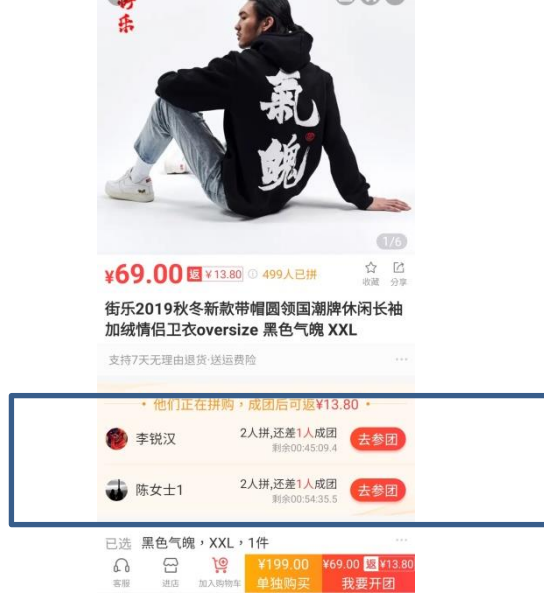 乐
氣
魄
1/6
¥69.00 返 ¥13.80 499人已拼
收藏 分享
街乐2019秋冬新款带帽圆领国潮牌休闲长袖
加绒情侣卫衣oversize 黑色气魄 XXL
支持7天无理由退货·送运费险
他们正在拼购，成团后可返¥13.80
李锐汉 2人拼,还差1人成团 去参团
剩余00:45:09.4
陈女士1 2人拼,还差1人成团 去参团
剩余00:54:35.5
已选 黑色气魄，XXL，1件
¥199.00 ¥69.00 返 ¥13.80
客服 进店 加入购物车 单独购买 我要开团